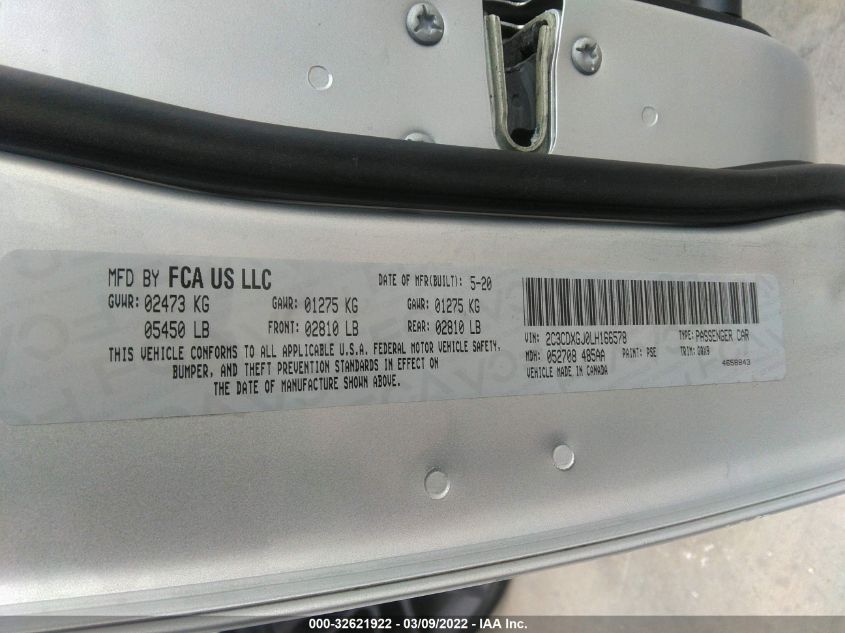 MFD BY FCA US LLC DATE OF MFR(BUILT): 5-20
GVWR: 02473 KG GAWR: 01275 KG GAWR: 01275 KG
05450 LB FRONT: 02810 LB REAR: 02810 LB
THIS VEHICLE CONFORMS TO ALL APPLICABLE U.S.A. FEDERAL MOTOR VEHICLE SAFETY,
BUMPER, AND THEFT PREVENTION STANDARDS IN EFFECT ON
THE DATE OF MANUFACTURE SHOWN ABOVE.
VIN: 2C3CDXGJ0LH166578 TYPE: PASSENGER CAR
MDH: 052708 485AA PAINT: PSE TRIM:
VEHICLE MADE IN CANADA 4658843
000-32621922 - 03/09/2022 - IAA Inc.